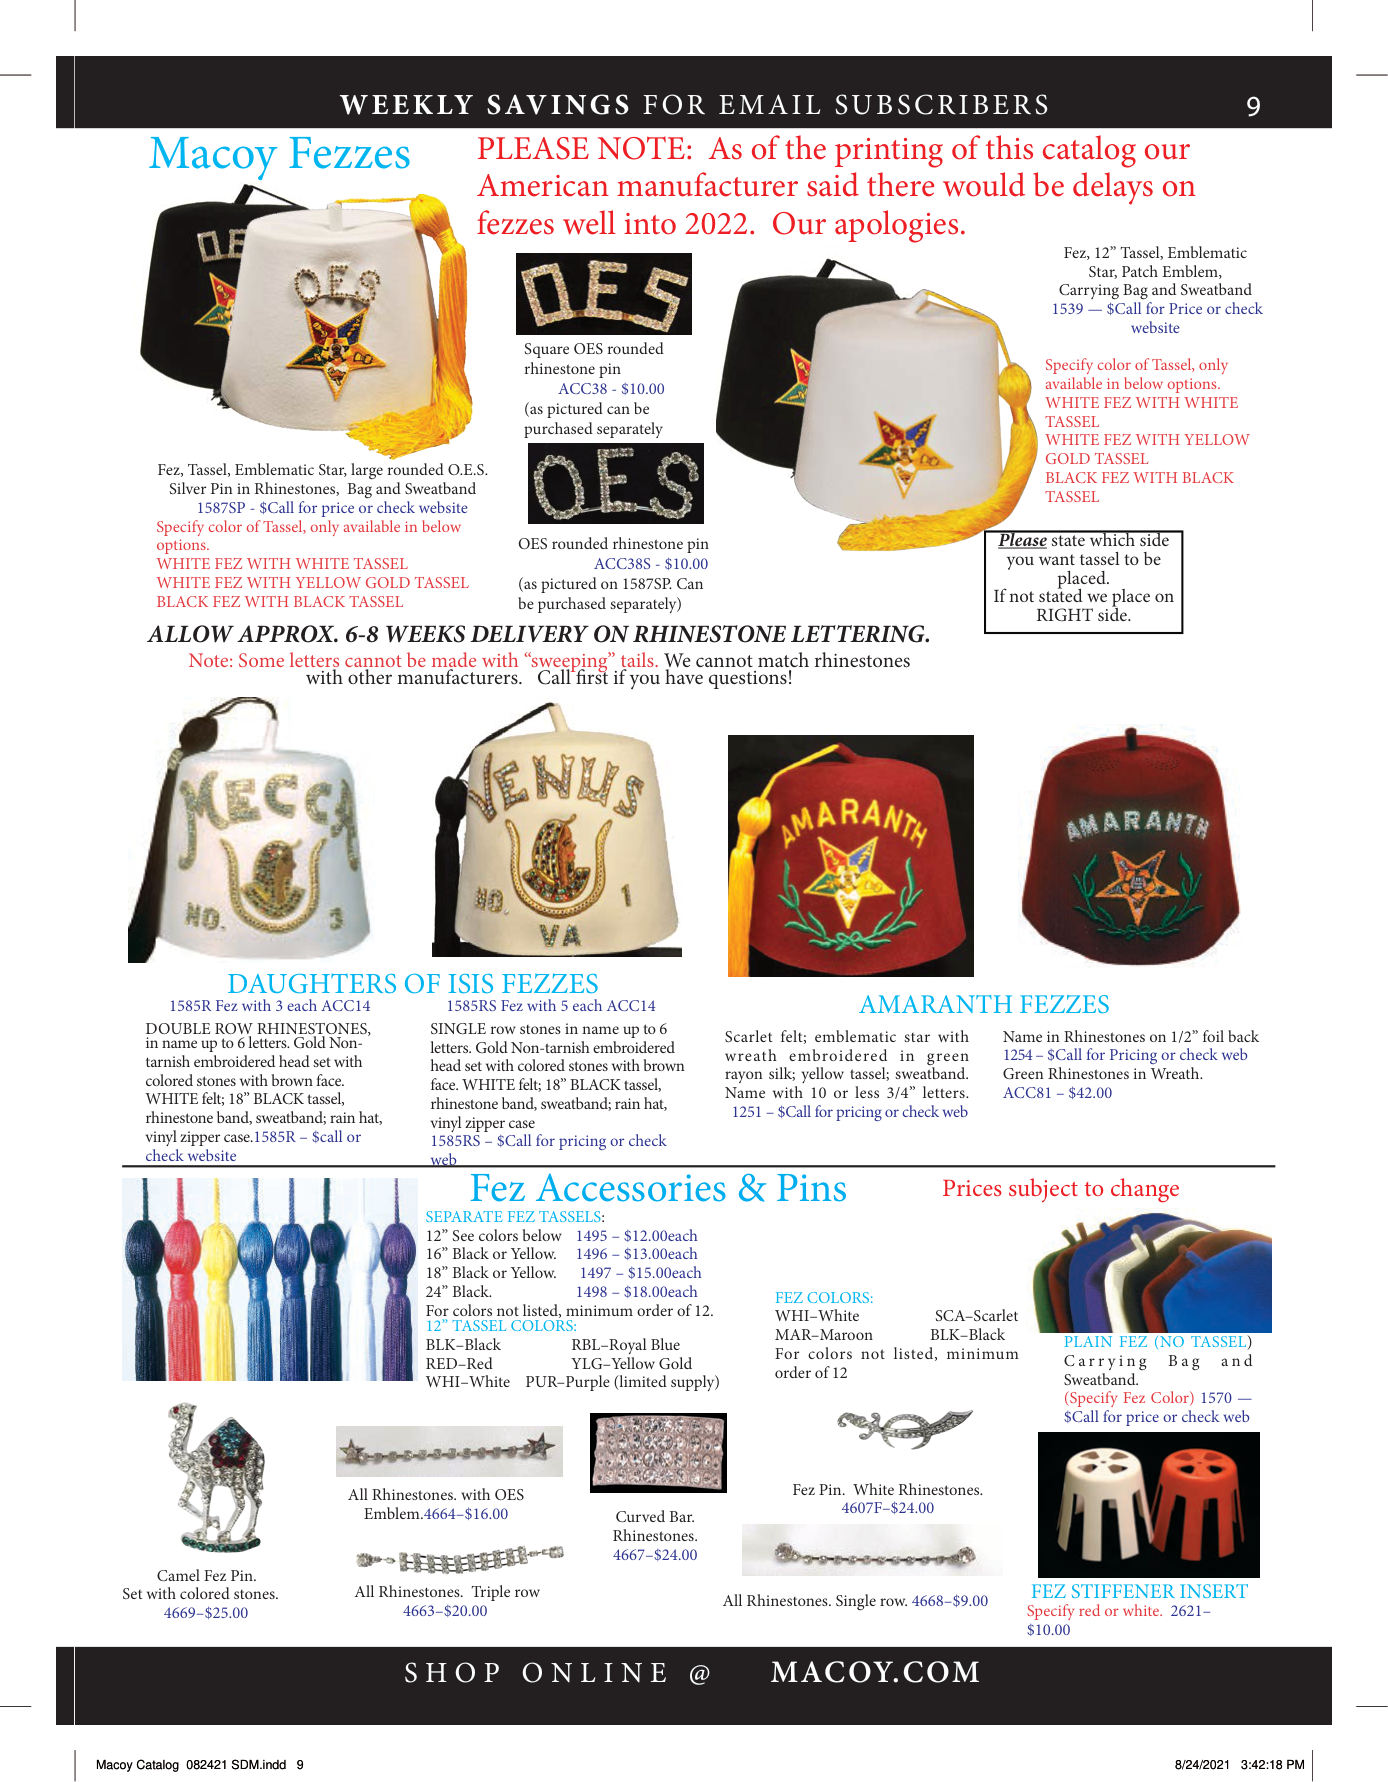 WEEKLY SAVINGS FOR EMAIL SUBSCRIBERS
9
Macoy Fezzes
PLEASE NOTE:  As of the printing of this catalog our
American manufacturer said there would be delays on
fezzes well into 2022.  Our apologies.
OES
OES
Fez, Tassel, Emblematic Star, large rounded O.E.S.
Silver Pin in Rhinestones,  Bag and Sweatband
1587SP - $Call for price or check website
Specify color of Tassel, only available in below
options.
WHITE FEZ WITH WHITE TASSEL
WHITE FEZ WITH YELLOW GOLD TASSEL
BLACK FEZ WITH BLACK TASSEL
OES
Square OES rounded
rhinestone pin
ACC38 - $10.00
(as pictured can be
purchased separately
OES
OES rounded rhinestone pin
ACC38S - $10.00
(as pictured on 1587SP. Can
be purchased separately)
Fez, 12” Tassel, Emblematic
Star, Patch Emblem,
Carrying Bag and Sweatband
1539 — $Call for Price or check
website
Specify color of Tassel, only
available in below options.
WHITE FEZ WITH WHITE
TASSEL
WHITE FEZ WITH YELLOW
GOLD TASSEL
BLACK FEZ WITH BLACK
TASSEL
Please state which side
you want tassel to be
placed.
If not stated we place on
RIGHT side.
ALLOW APPROX. 6-8 WEEKS DELIVERY ON RHINESTONE LETTERING.
Note: Some letters cannot be made with “sweeping” tails. We cannot match rhinestones
with other manufacturers.   Call first if you have questions!
MECCA
NO. 3
VENUS
NO. 1
VA
AMARANTH
AMARANTH
DAUGHTERS OF ISIS FEZZES
1585R Fez with 3 each ACC14
DOUBLE ROW RHINESTONES,
in name up to 6 letters. Gold Non-
tarnish embroidered head set with
colored stones with brown face.
WHITE felt; 18” BLACK tassel,
rhinestone band, sweatband; rain hat,
vinyl zipper case.1585R – $call or
check website
1585RS Fez with 5 each ACC14
SINGLE row stones in name up to 6
letters. Gold Non-tarnish embroidered
head set with colored stones with brown
face. WHITE felt; 18” BLACK tassel,
rhinestone band, sweatband; rain hat,
vinyl zipper case
1585RS – $Call for pricing or check
web
AMARANTH FEZZES
Scarlet felt; emblematic star with
wreath embroidered in green
rayon silk; yellow tassel; sweatband.
Name with 10 or less 3/4” letters.
1251 – $Call for pricing or check web
Name in Rhinestones on 1/2” foil back
1254 – $Call for Pricing or check web
Green Rhinestones in Wreath.
ACC81 – $42.00
Fez Accessories & Pins
Prices subject to change
SEPARATE FEZ TASSELS:
12” See colors below   1495 – $12.00each
16” Black or Yellow.    1496 – $13.00each
18” Black or Yellow.     1497 – $15.00each
24” Black.     1498 – $18.00each
For colors not listed, minimum order of 12.
12” TASSEL COLORS:
BLK–Black   RBL–Royal Blue
RED–Red   YLG–Yellow Gold
WHI–White   PUR–Purple (limited supply)
FEZ COLORS:
WHI–White   SCA–Scarlet
MAR–Maroon   BLK–Black
For colors not listed, minimum
order of 12
PLAIN FEZ (NO TASSEL)
Carrying Bag and
Sweatband.
(Specify Fez Color) 1570 —
$Call for price or check web
Camel Fez Pin.
Set with colored stones.
4669–$25.00
All Rhinestones. with OES
Emblem.4664–$16.00
All Rhinestones.  Triple row
4663–$20.00
Curved Bar.
Rhinestones.
4667–$24.00
Fez Pin.  White Rhinestones.
4607F–$24.00
All Rhinestones. Single row. 4668–$9.00
FEZ STIFFENER INSERT
Specify red or white.  2621–
$10.00
SHOP ONLINE @ MACOY.COM
Macoy Catalog  082421 SDM.indd   9
8/24/2021   3:42:18 PM